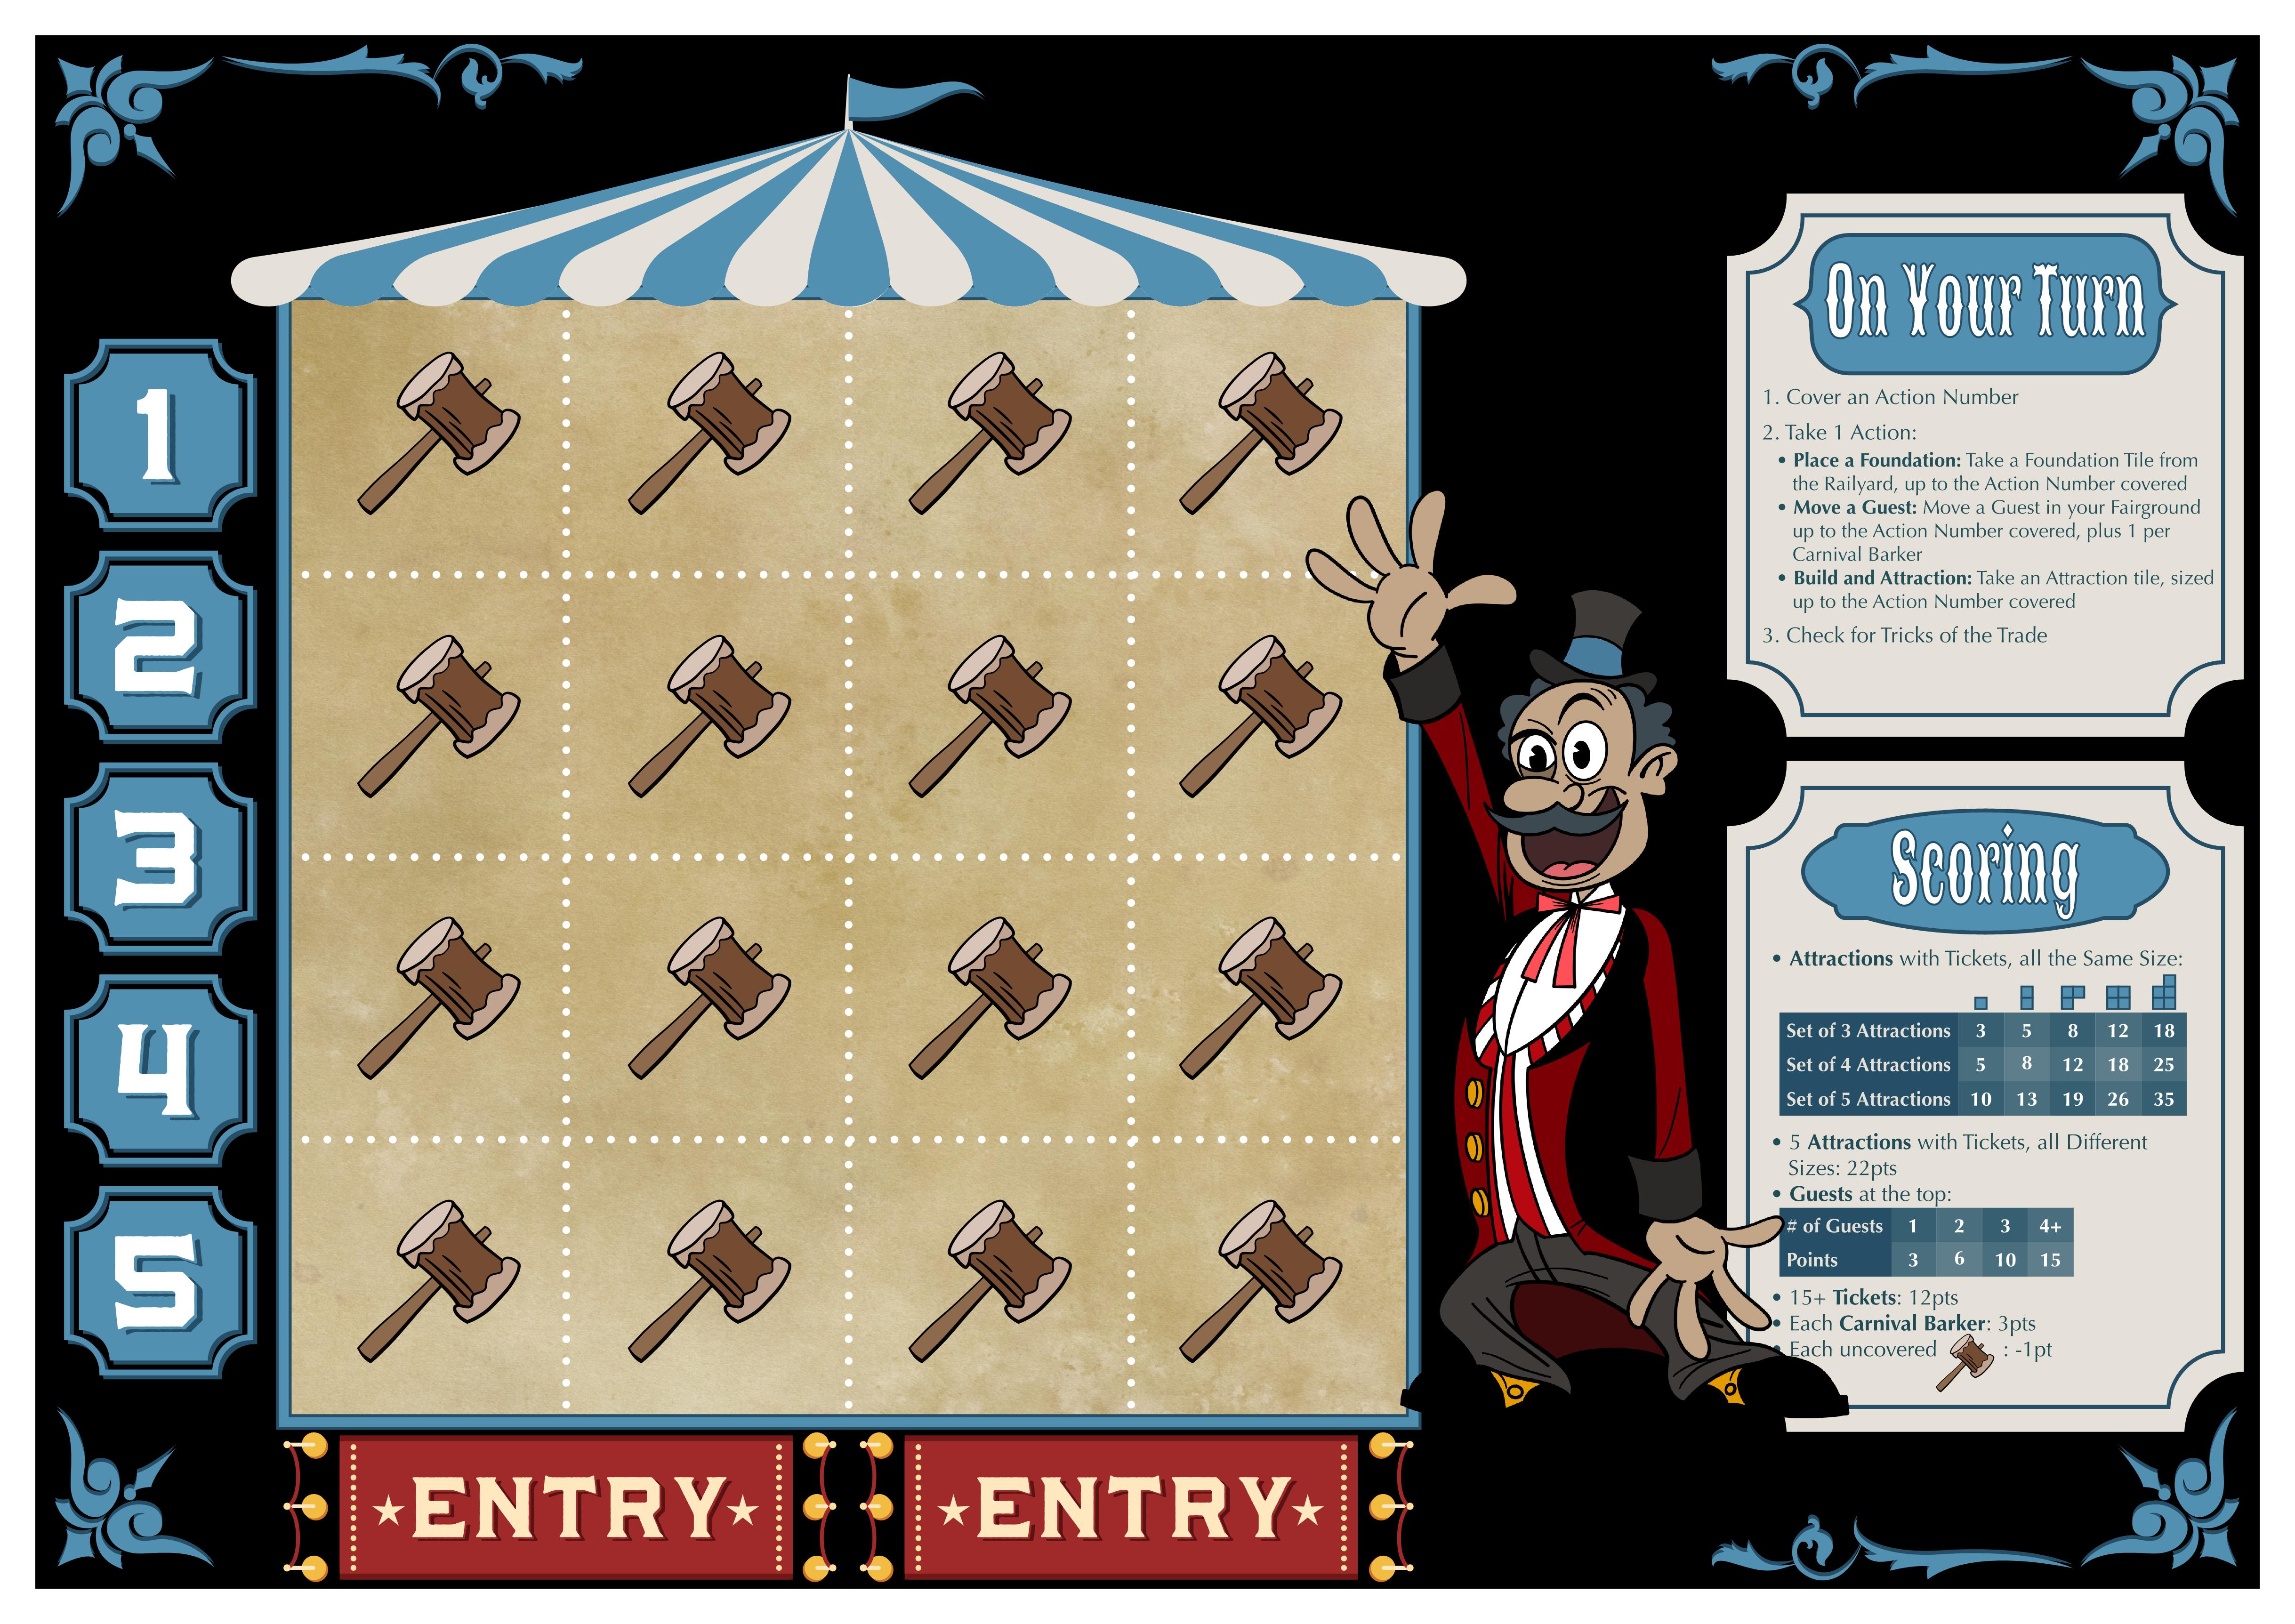 1
2
3
4
5
ENTRY
ENTRY
On Your Turn
1. Cover an Action Number
2. Take 1 Action:
• Place a Foundation: Take a Foundation Tile from
the Railyard, up to the Action Number covered
• Move a Guest: Move a Guest in your Fairground
up to the Action Number covered, plus 1 per
Carnival Barker
• Build and Attraction: Take an Attraction tile, sized
up to the Action Number covered
3. Check for Tricks of the Trade
Scoring
• Attractions with Tickets, all the Same Size:
Set of 3 Attractions 3 5 8 12 18
Set of 4 Attractions 5 8 12 18 25
Set of 5 Attractions 10 13 19 26 35
• 5 Attractions with Tickets, all Different
Sizes: 22pts
• Guests at the top:
# of Guests 1 2 3 4+
Points 3 6 10 15
• 15+ Tickets: 12pts
• Each Carnival Barker: 3pts
• Each uncovered : -1pt